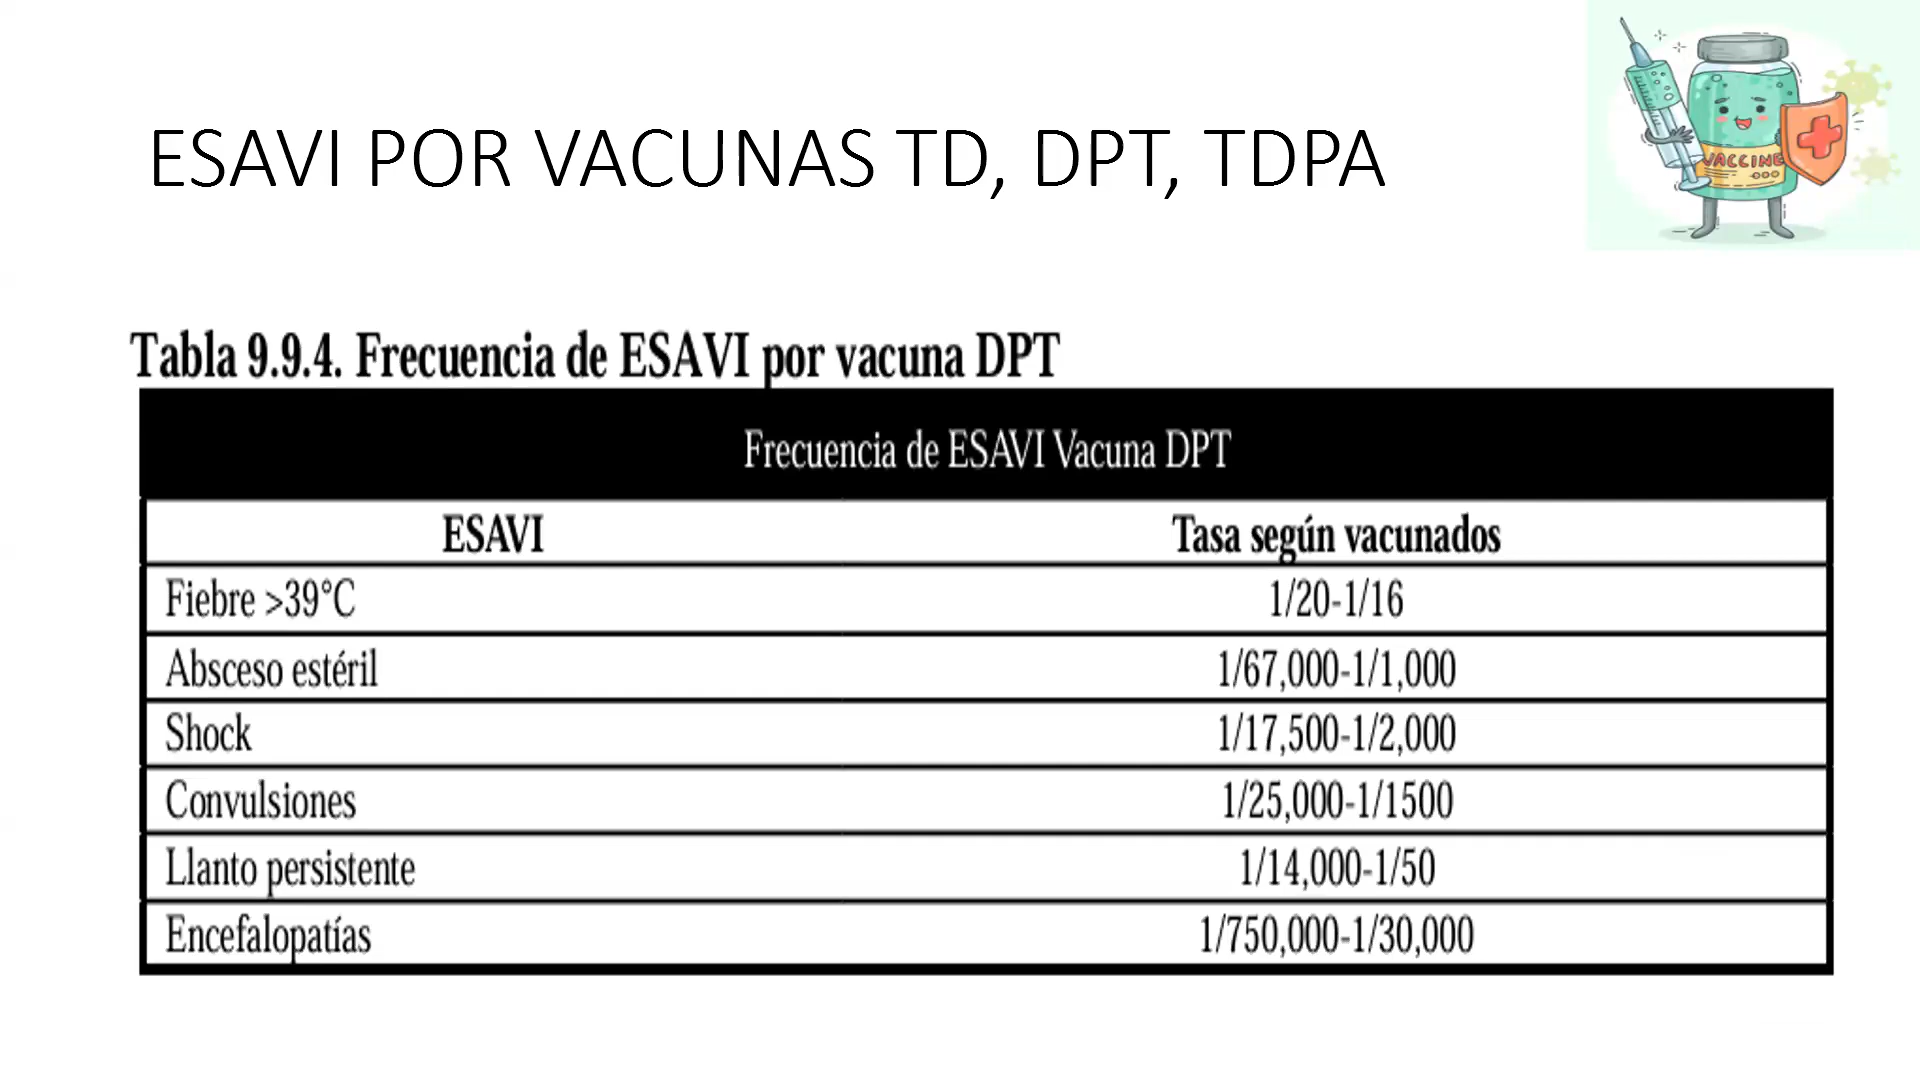 ESAVI POR VACUNAS TD, DPT, TDPA
VACCINE
Tabla 9.9.4. Frecuencia de ESAVI por vacuna DPT
Frecuencia de ESAVI Vacuna DPT
ESAVI Tasa según vacunados
Fiebre >39°C 1/20-1/16
Absceso estéril 1/67,000-1/1,000
Shock 1/17,500-1/2,000
Convulsiones 1/25,000-1/1500
Llanto persistente 1/14,000-1/50
Encefalopatías 1/750,000-1/30,000